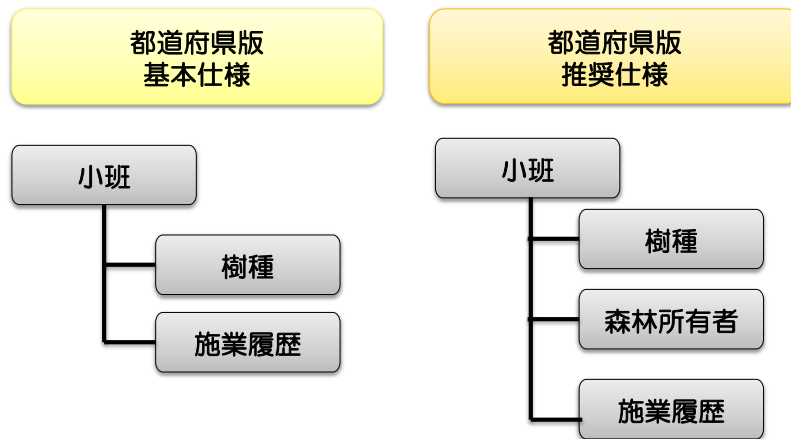 都道府県版
基本仕様
小班
樹種
施業履歴
都道府県版
推奨仕様
小班
樹種
森林所有者
施業履歴